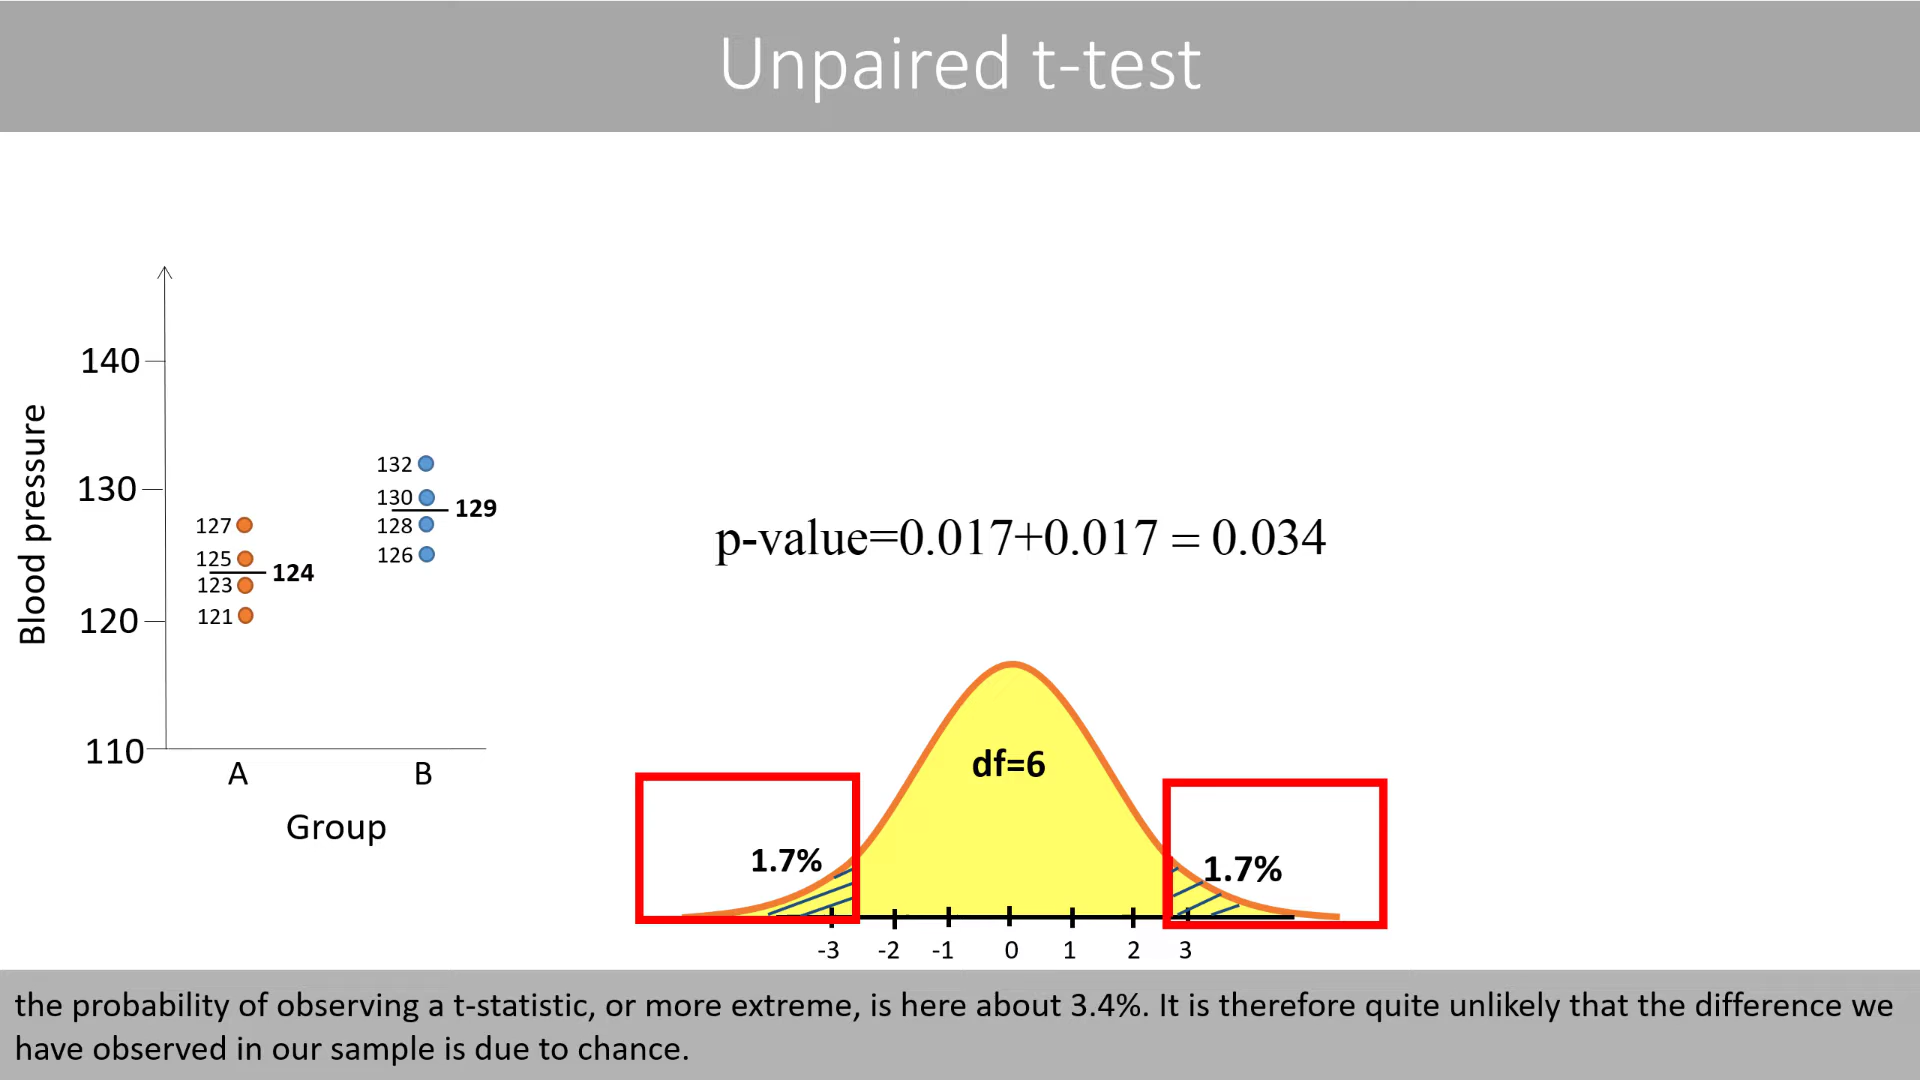 Unpaired t-test
140
130
120
110
Blood pressure
127
125
124
123
121
132
130
129
128
126
A B
Group
p-value=0.017+0.017 = 0.034
df=6
1.7%
1.7%
-3 -2 -1 0 1 2 3
the probability of observing a t-statistic, or more extreme, is here about 3.4%. It is therefore quite unlikely that the difference we
have observed in our sample is due to chance.